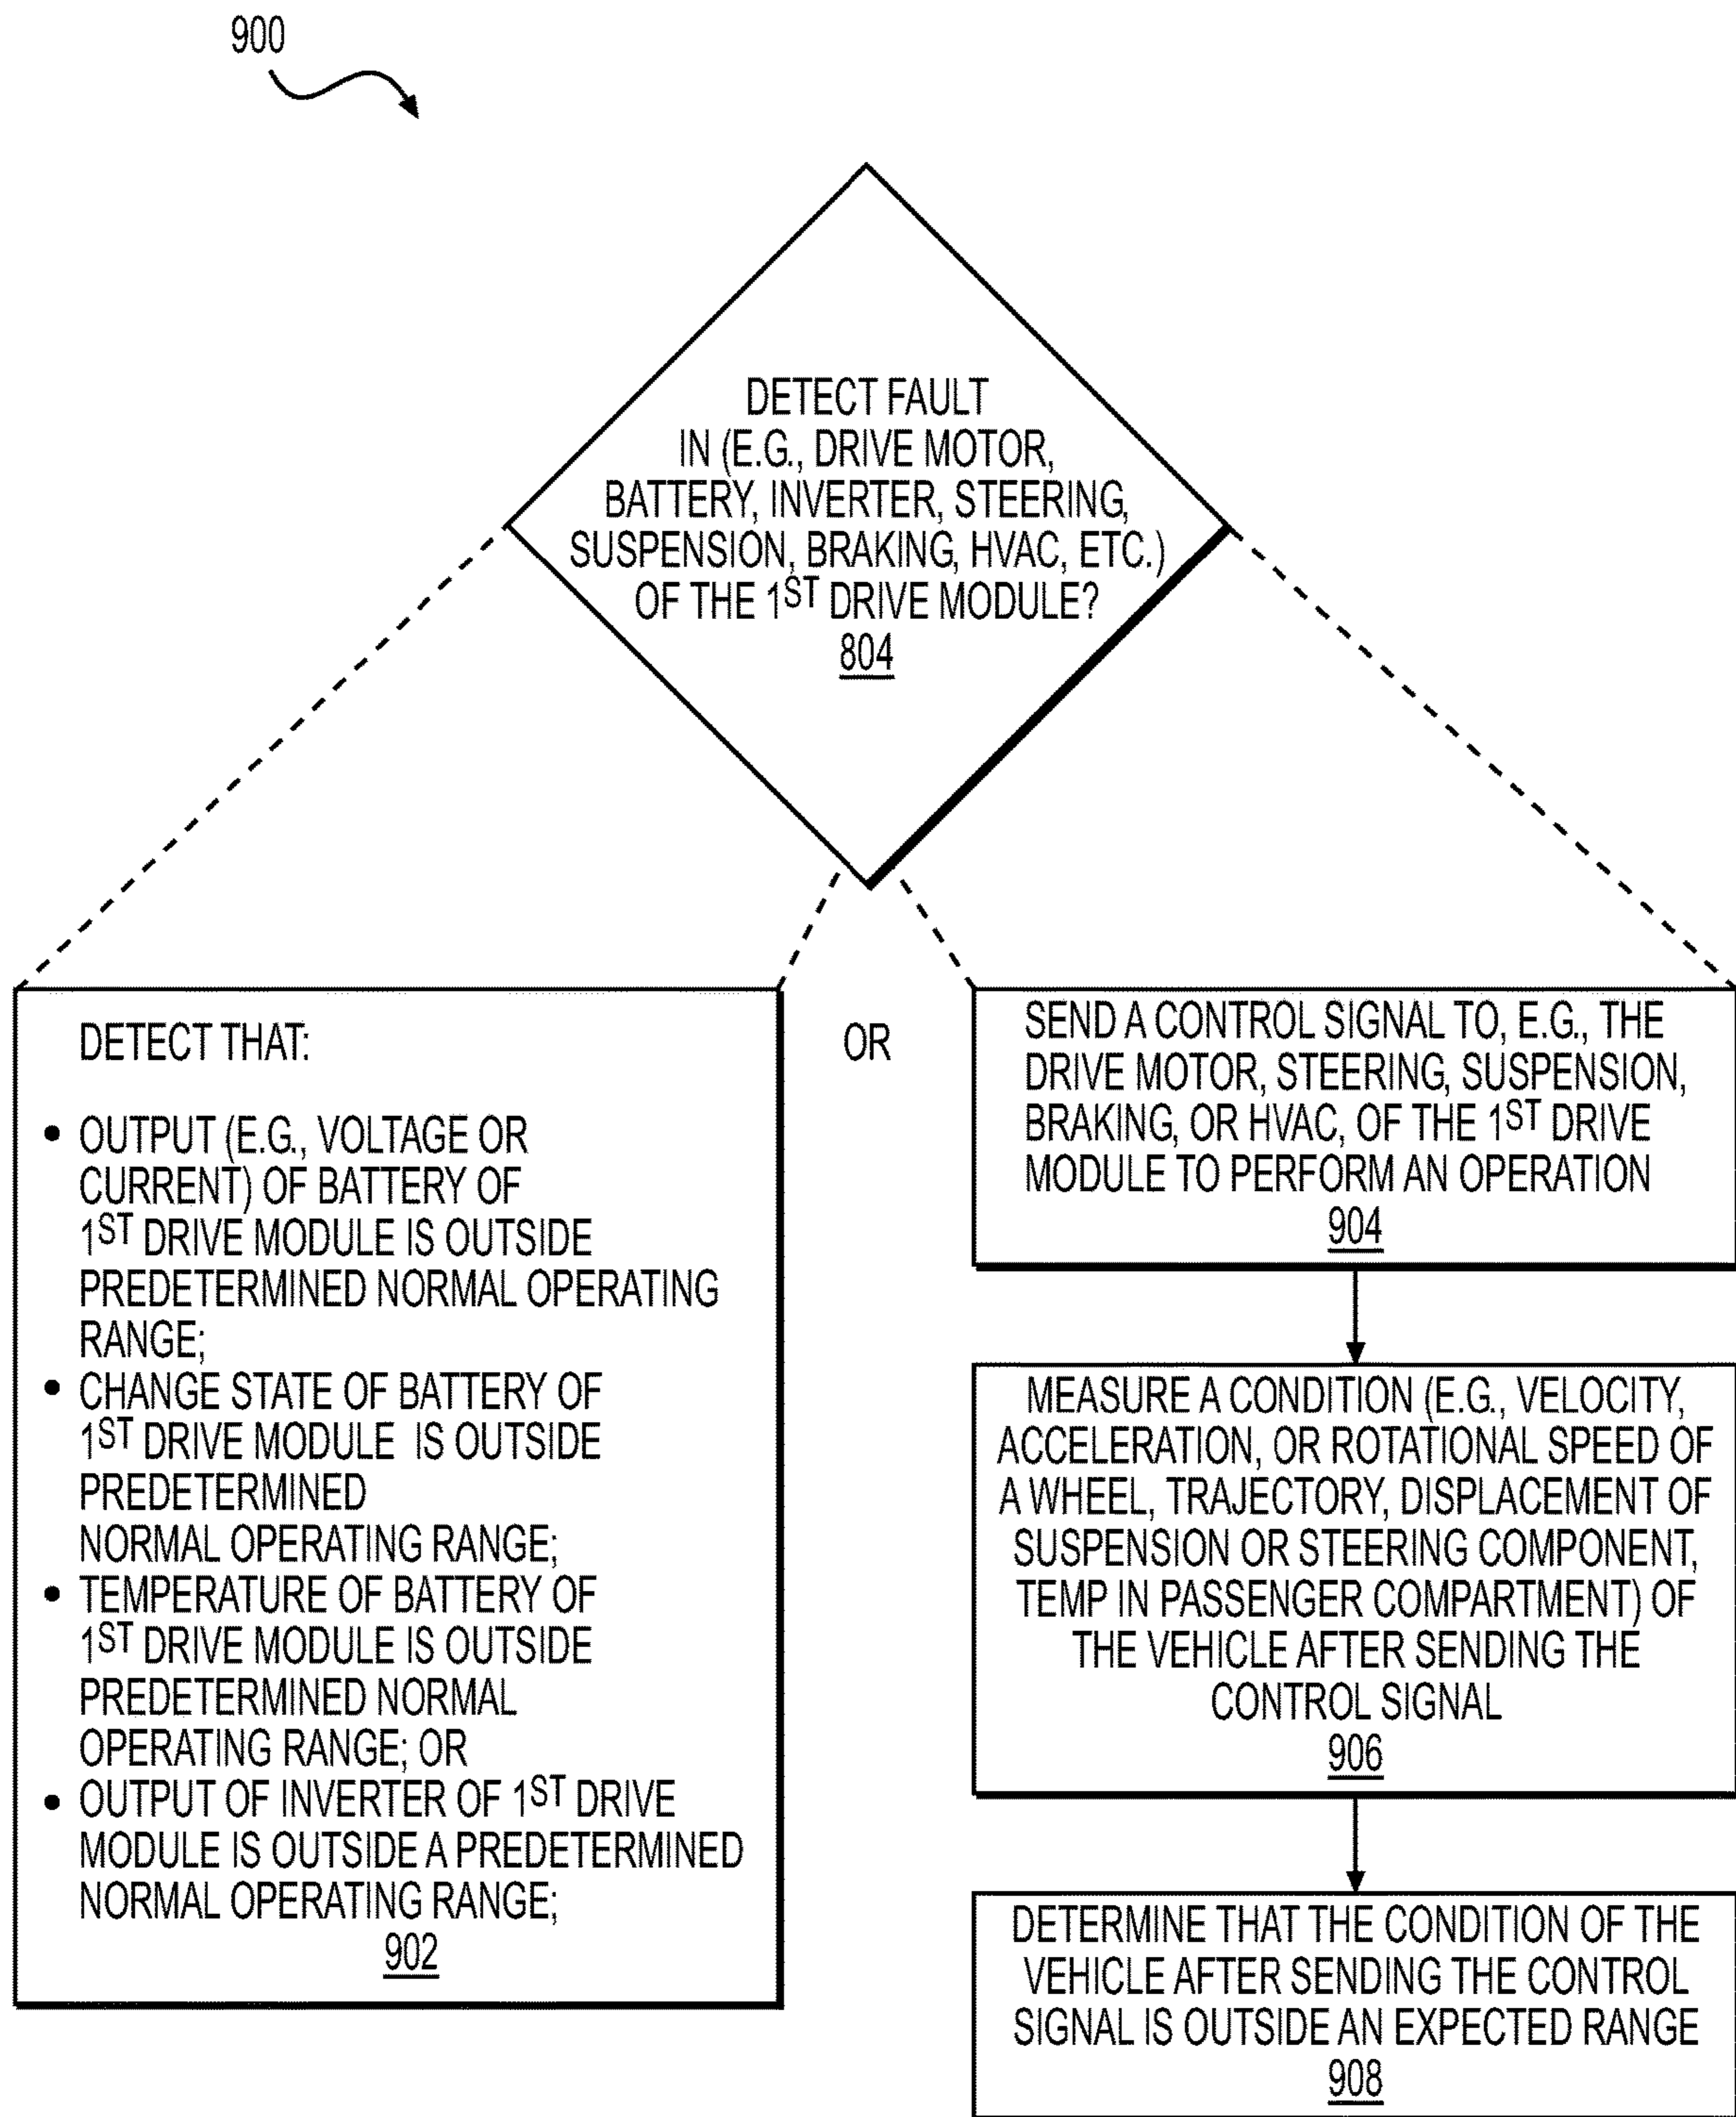 900
DETECT FAULT
IN (E.G., DRIVE MOTOR,
BATTERY, INVERTER, STEERING,
SUSPENSION, BRAKING, HVAC, ETC.)
OF THE 1ST DRIVE MODULE?
804
DETECT THAT:
• OUTPUT (E.G., VOLTAGE OR
CURRENT) OF BATTERY OF
1ST DRIVE MODULE IS OUTSIDE
PREDETERMINED NORMAL OPERATING
RANGE;
• CHANGE STATE OF BATTERY OF
1ST DRIVE MODULE IS OUTSIDE
PREDETERMINED
NORMAL OPERATING RANGE;
• TEMPERATURE OF BATTERY OF
1ST DRIVE MODULE IS OUTSIDE
PREDETERMINED NORMAL
OPERATING RANGE; OR
• OUTPUT OF INVERTER OF 1ST DRIVE
MODULE IS OUTSIDE A PREDETERMINED
NORMAL OPERATING RANGE;
902
OR
SEND A CONTROL SIGNAL TO, E.G., THE
DRIVE MOTOR, STEERING, SUSPENSION,
BRAKING, OR HVAC, OF THE 1ST DRIVE
MODULE TO PERFORM AN OPERATION
904
MEASURE A CONDITION (E.G., VELOCITY,
ACCELERATION, OR ROTATIONAL SPEED OF
A WHEEL, TRAJECTORY, DISPLACEMENT OF
SUSPENSION OR STEERING COMPONENT,
TEMP IN PASSENGER COMPARTMENT) OF
THE VEHICLE AFTER SENDING THE
CONTROL SIGNAL
906
DETERMINE THAT THE CONDITION OF THE
VEHICLE AFTER SENDING THE CONTROL
SIGNAL IS OUTSIDE AN EXPECTED RANGE
908